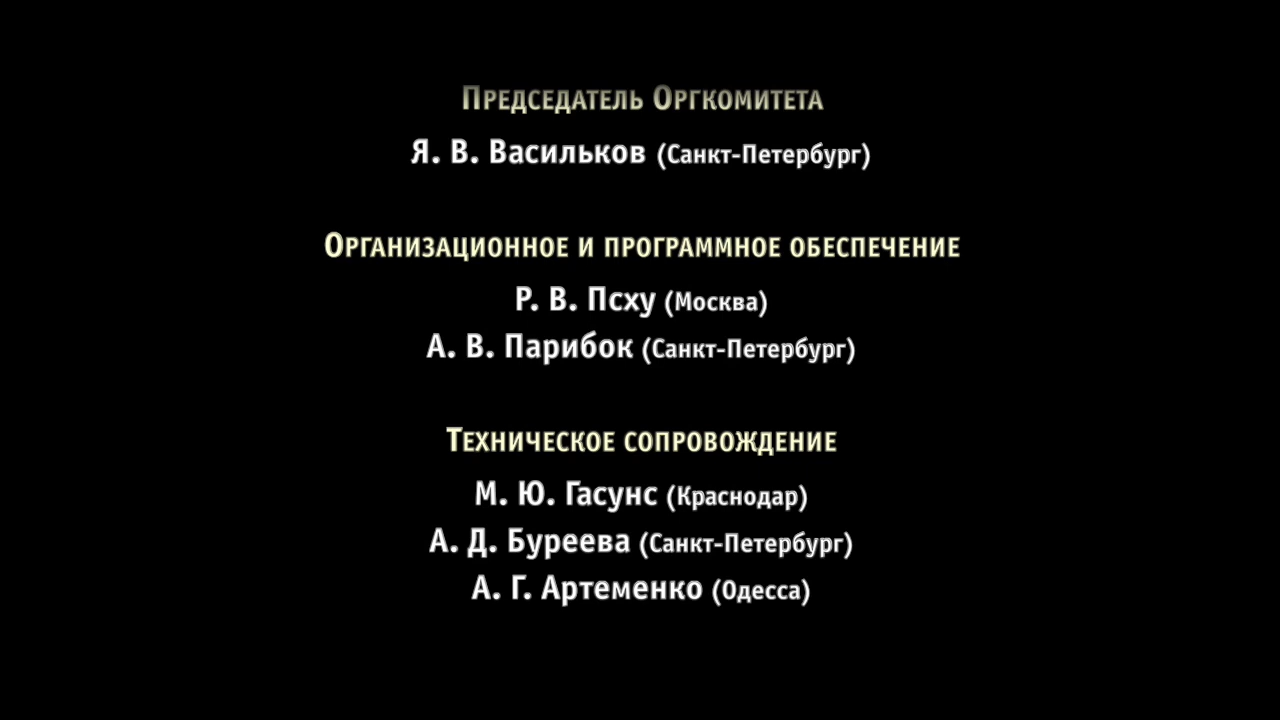 Председатель Оргкомитета
Я. В. Васильков (Санкт-Петербург)
Организационное и программное обеспечение
Р. В. Псху (Москва)
А. В. Парибок (Санкт-Петербург)
Техническое сопровождение
М. Ю. Гасунс (Краснодар)
А. Д. Буреева (Санкт-Петербург)
А. Г. Артеменко (Одесса)